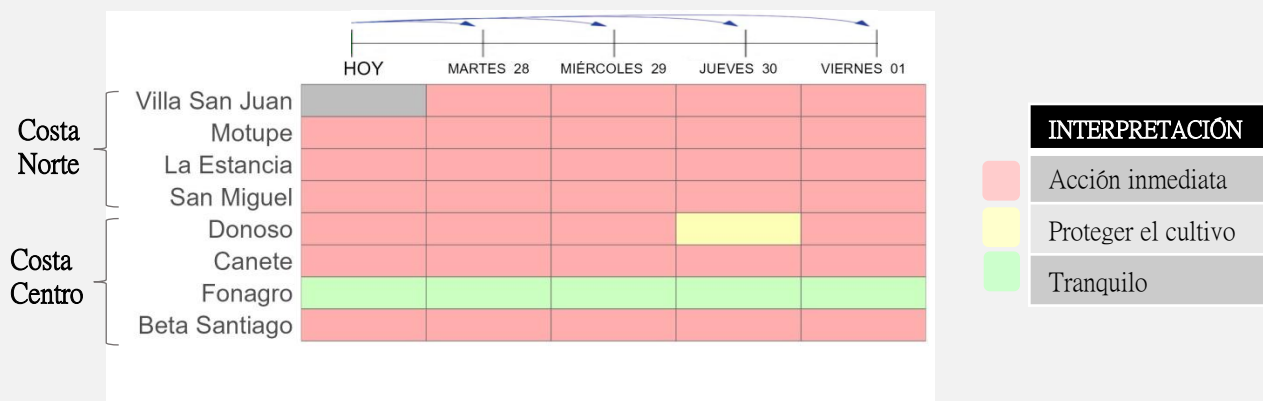 HOY MARTES 28 MIÉRCOLES 29 JUEVES 30 VIERNES 01
Costa
Norte
Villa San Juan
Motupe
La Estancia
San Miguel
Costa
Centro
Donoso
Canete
Fonagro
Beta Santiago
INTERPRETACIÓN
Acción inmediata
Proteger el cultivo
Tranquilo